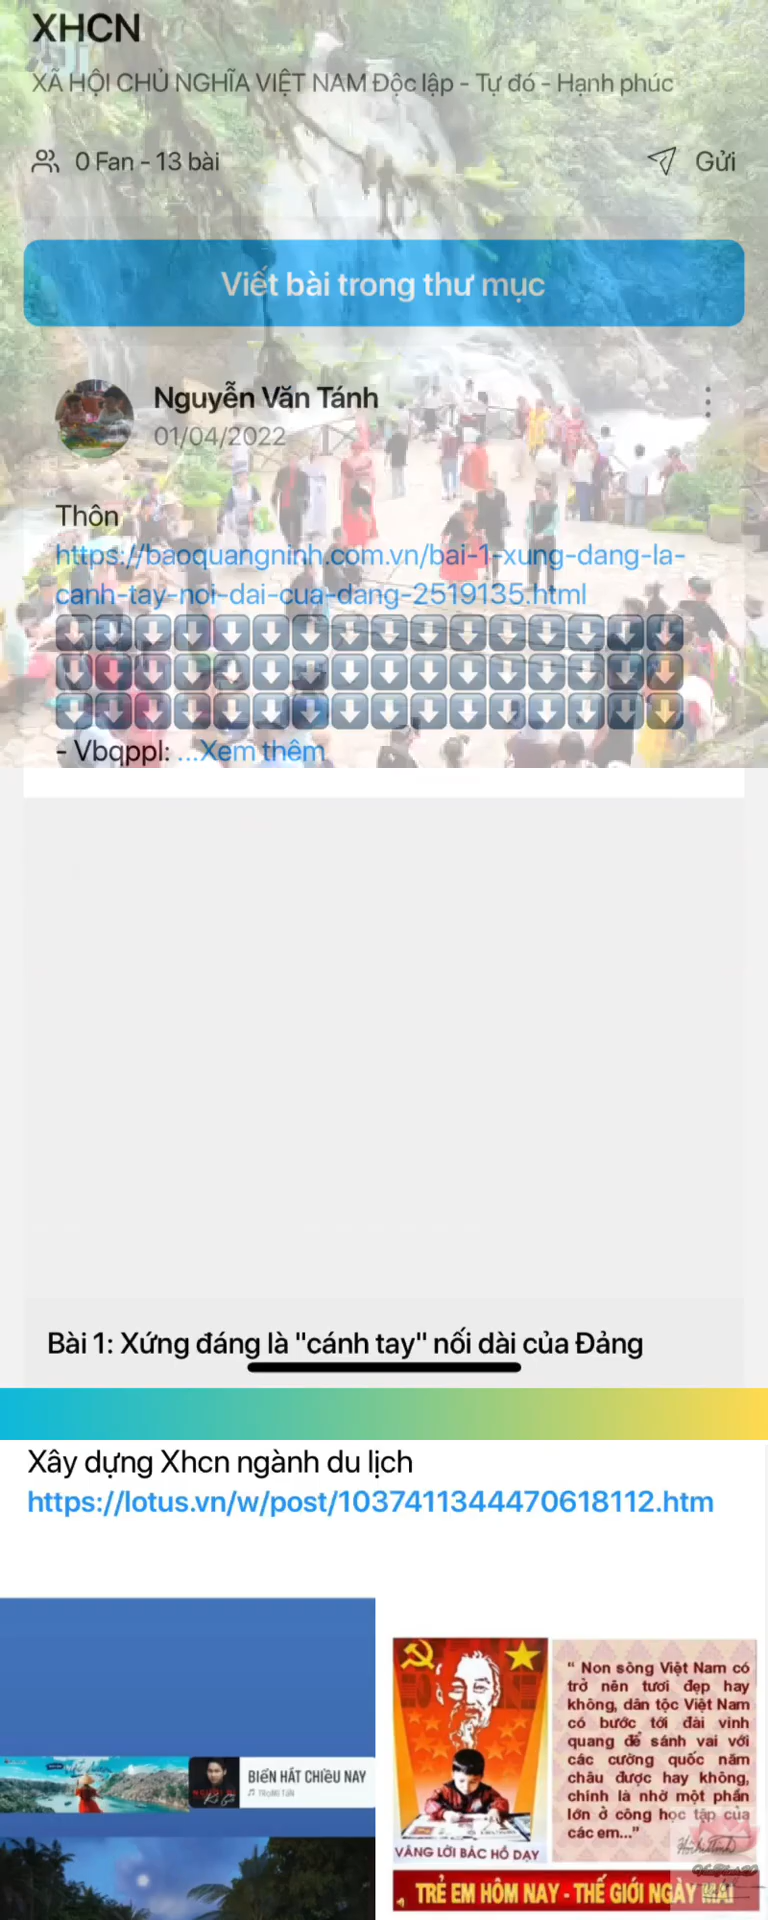 XHCN
XÃ HỘI CHỦ NGHĨA VIỆT NAM Độc lập - Tự đó - Hạnh phúc
0 Fan - 13 bài
Gửi
Viết bài trong thư mục
Nguyễn Văn Tánh
01/04/2022
Thôn
https://baoquangninh.com.vn/bai-1-xung-dang-la-
canh-tay-noi-dai-cua-dang-2519135.html
- Vbqppl: ...Xem thêm
Bài 1: Xứng đáng là "cánh tay" nối dài của Đảng
Xây dựng Xhcn ngành du lịch
https://lotus.vn/w/post/1037411344470618112.htm
BIỂN HÁT CHIỀU NAY
TRỌNG TẤN
“ Non sông Việt Nam có
trở nên tươi đẹp hay
không, dân tộc Việt Nam
có bước tới đài vinh
quang để sánh vai với
các cường quốc năm
châu được hay không,
chính là nhờ một phần
lớn ở công học tập của
các em...”
VÂNG LỜI BÁC HỒ DẠY
TRẺ EM HÔM NAY - THẾ GIỚI NGÀY MAI